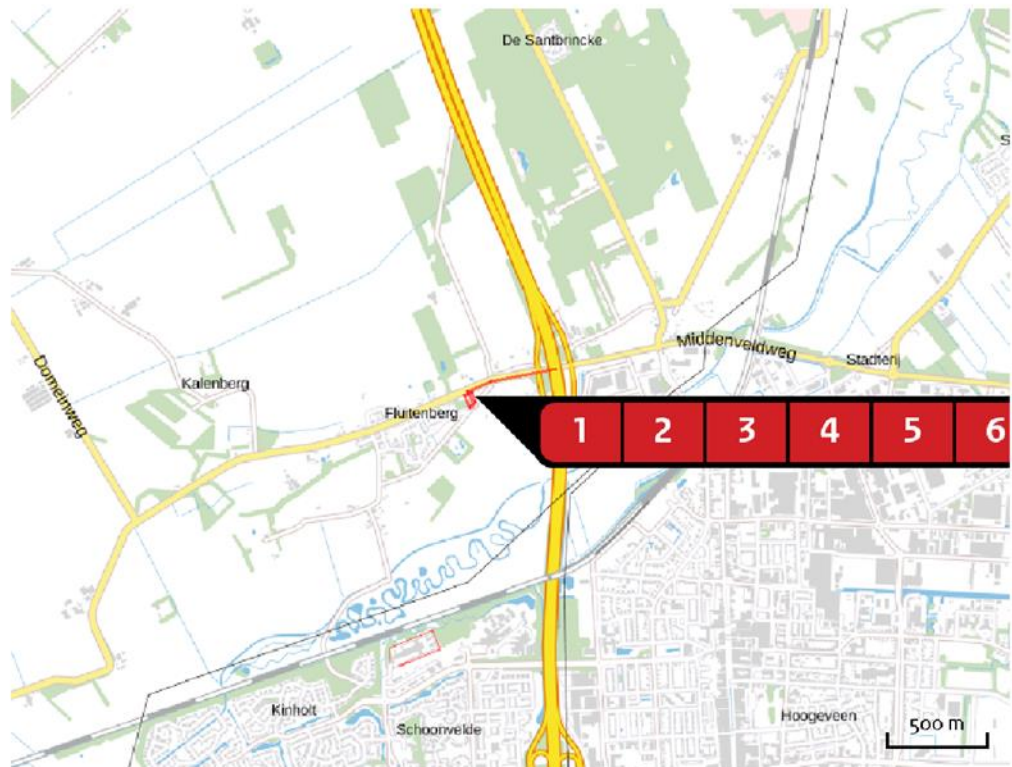 De Santbrincke
S
Middenveldweg
Stadterij
Domeinweg
Kalenberg
Fluitenberg
1 2 3 4 5 6
Kinholt
Schoonvelde
Hoogeveen
500 m